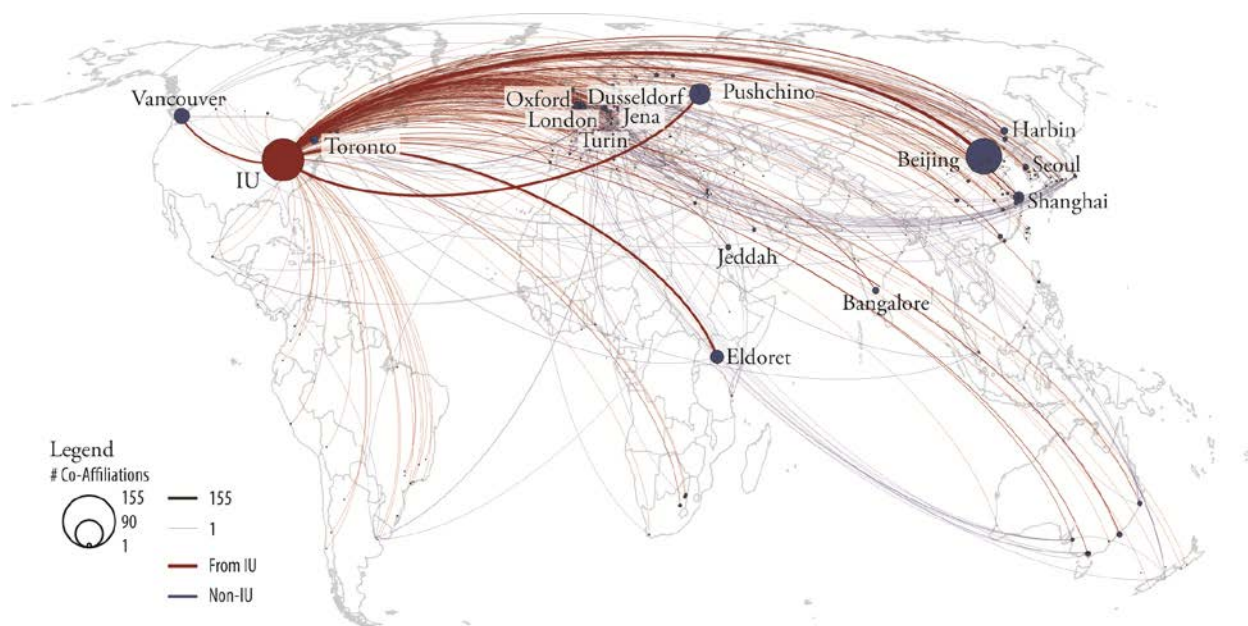 Vancouver
IU
Toronto
Oxford
London
Dusseldorf
Jena
Turin
Pushchino
Harbin
Beijing
Seoul
Shanghai
Jeddah
Bangalore
Eldoret
Legend
# Co-Affiliations
155
90
1
155
1
From IU
Non-IU